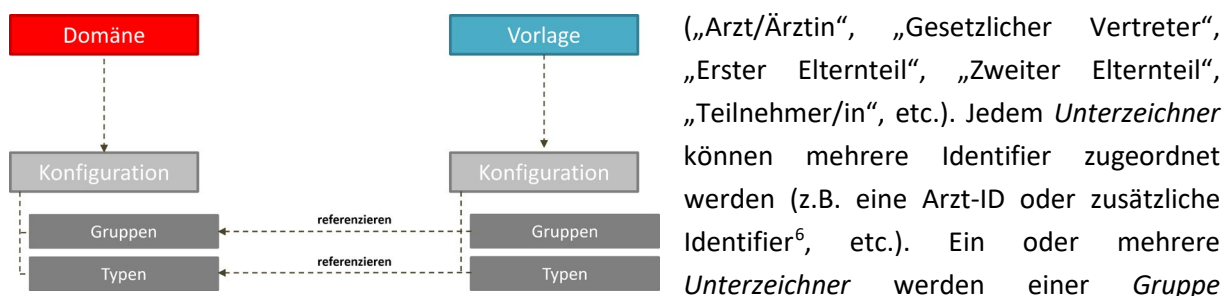 Domäne
Vorlage
Konfiguration
Konfiguration
Gruppen
referenzieren
Gruppen
Typen
referenzieren
Typen
(„Arzt/Ärztin“, „Gesetzlicher Vertreter“,
„Erster Elternteil“, „Zweiter Elternteil“,
„Teilnehmer/in“, etc.). Jedem Unterzeichner
können mehrere Identifier zugeordnet
werden (z.B. eine Arzt-ID oder zusätzliche
Identifier⁶, etc.). Ein oder mehrere
Unterzeichner werden einer Gruppe